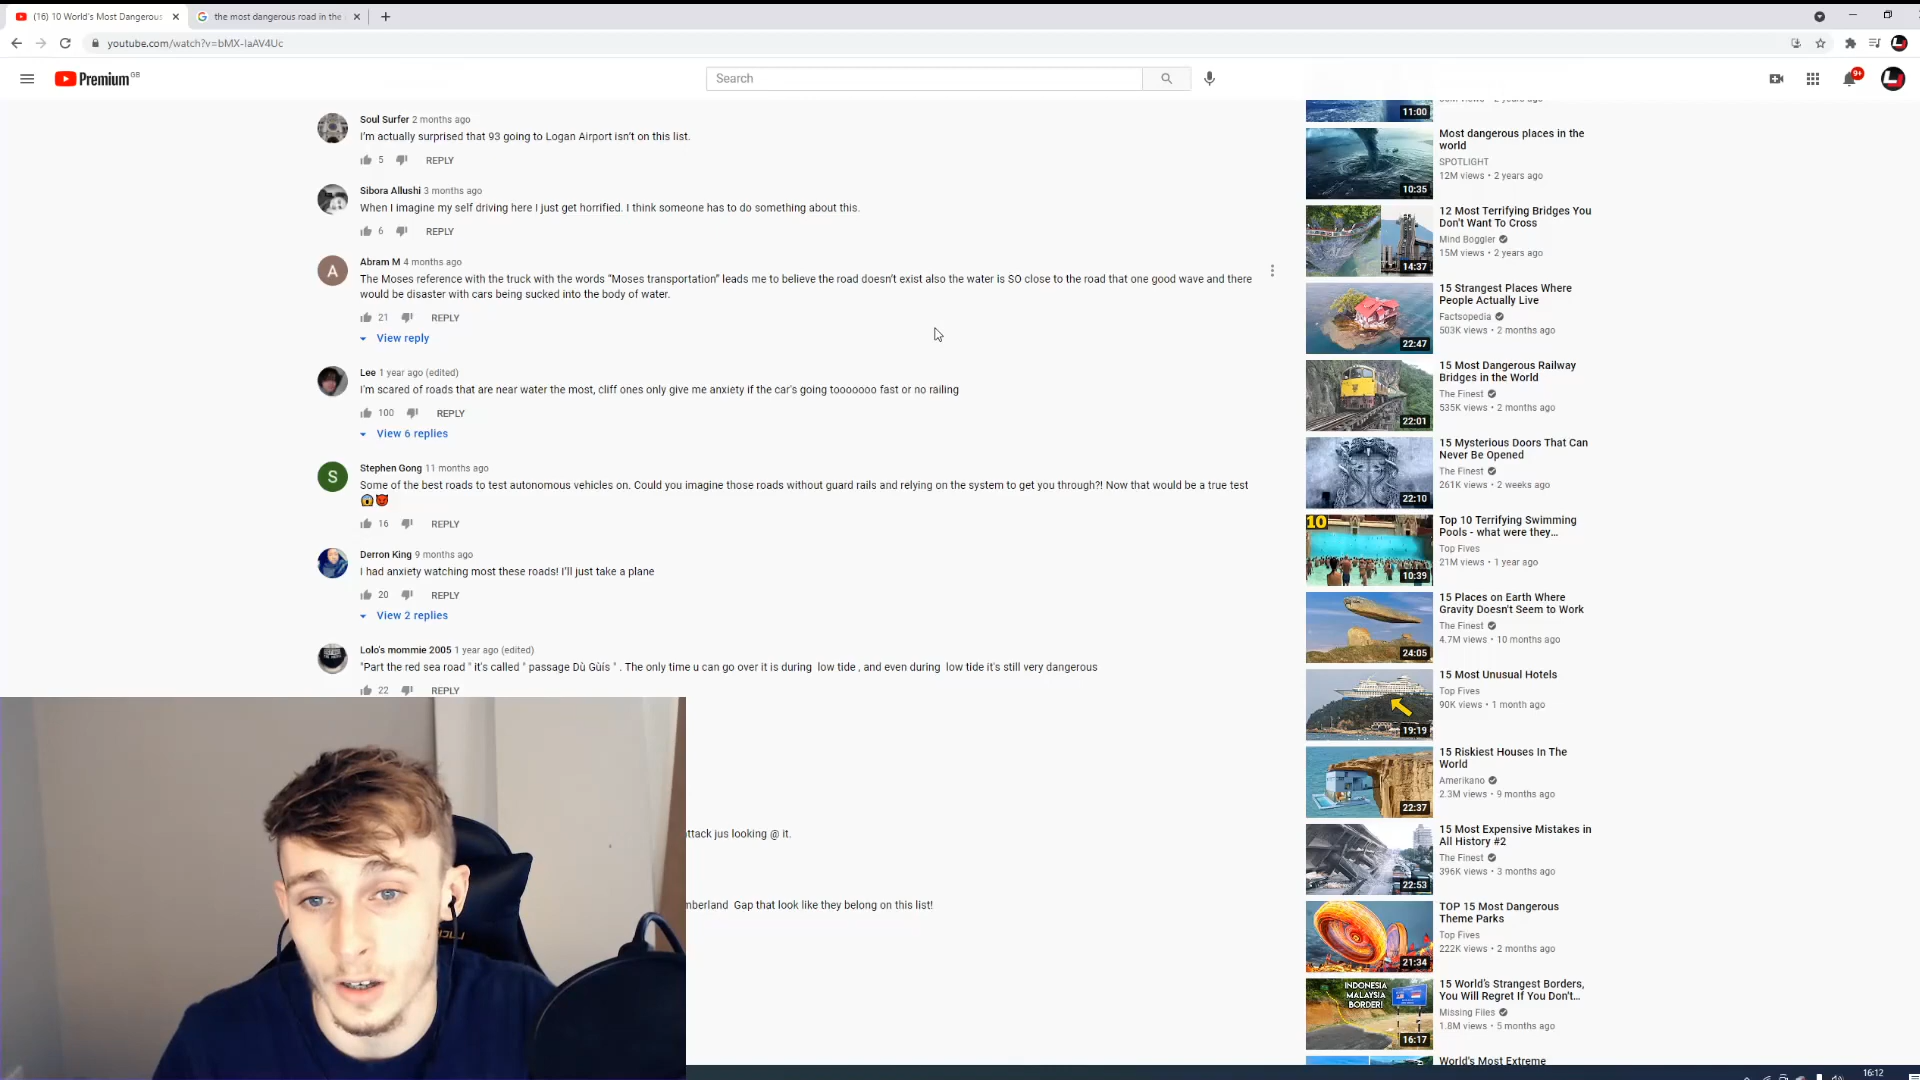 (16) 10 World's Most Dangerous
the most dangerous road in the
youtube.com/watch?v=bMX-IaAV4Uc
Premium GB
Search
9+
Soul Surfer 2 months ago
I'm actually surprised that 93 going to Logan Airport isn't on this list.
5 REPLY
Sibora Allushi 3 months ago
When I imagine my self driving here I just get horrified. I think someone has to do something about this.
6 REPLY
A
Abram M 4 months ago
The Moses reference with the truck with the words "Moses transportation" leads me to believe the road doesn't exist also the water is SO close to the road that one good wave and there
would be disaster with cars being sucked into the body of water.
21 REPLY
View reply
Lee 1 year ago (edited)
I'm scared of roads that are near water the most, cliff ones only give me anxiety if the car's going tooooooo fast or no railing
100 REPLY
View 6 replies
S
Stephen Gong 11 months ago
Some of the best roads to test autonomous vehicles on. Could you imagine those roads without guard rails and relying on the system to get you through?! Now that would be a true test
😱😈
16 REPLY
Derron King 9 months ago
I had anxiety watching most these roads! I'll just take a plane
20 REPLY
View 2 replies
Lolo's mommie 2005 1 year ago (edited)
"Part the red sea road " it's called " passage Dù Gùís " . The only time u can go over it is during low tide , and even during low tide it's still very dangerous
22 REPLY
ttack jus looking @ it.
mberland Gap that look like they belong on this list!
11:00
Most dangerous places in the
world
SPOTLIGHT
12M views • 2 years ago
10:35
12 Most Terrifying Bridges You
Don't Want To Cross
Mind Boggler
15M views • 2 years ago
14:37
15 Strangest Places Where
People Actually Live
Factsopedia
503K views • 2 months ago
22:47
15 Most Dangerous Railway
Bridges in the World
The Finest
535K views • 2 months ago
22:01
15 Mysterious Doors That Can
Never Be Opened
The Finest
261K views • 2 weeks ago
22:10
10
Top 10 Terrifying Swimming
Pools - what were they...
Top Fives
21M views • 1 year ago
10:39
15 Places on Earth Where
Gravity Doesn't Seem to Work
The Finest
4.7M views • 10 months ago
24:05
15 Most Unusual Hotels
Top Fives
90K views • 1 month ago
19:19
15 Riskiest Houses In The
World
Amerikano
2.3M views • 9 months ago
22:37
15 Most Expensive Mistakes in
All History #2
The Finest
396K views • 3 months ago
22:53
TOP 15 Most Dangerous
Theme Parks
Top Fives
222K views • 2 months ago
21:34
INDONESIA
MALAYSIA
BORDER!
15 World's Strangest Borders,
You Will Regret If You Don't...
Missing Files
1.8M views • 5 months ago
16:17
World's Most Extreme
16:12